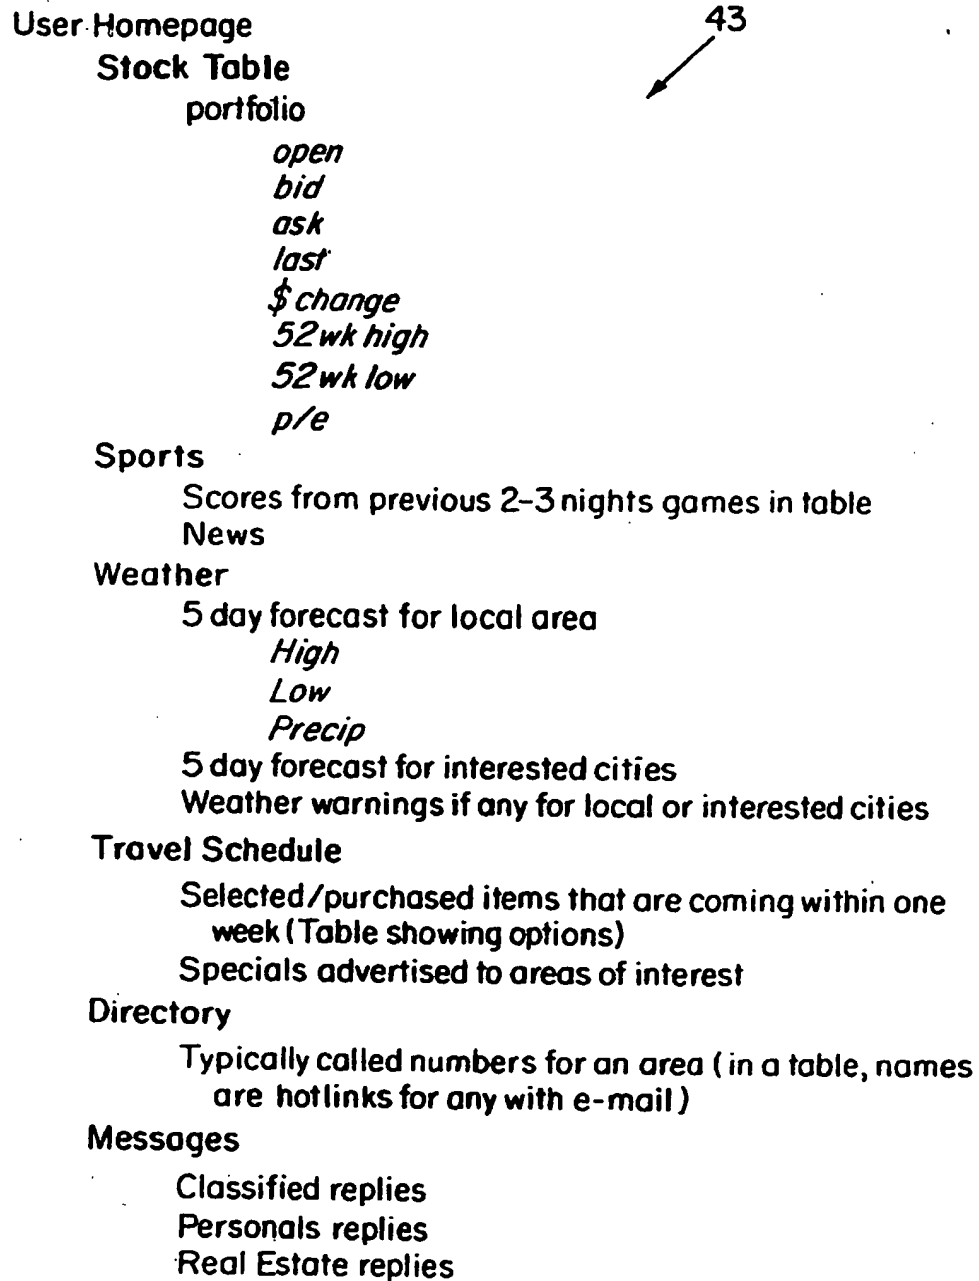 User Homepage
43
Stock Table
portfolio
open
bid
ask
last
$ change
52wk high
52wk low
p/e
Sports
Scores from previous 2-3 nights games in table
News
Weather
5 day forecast for local area
High
Low
Precip
5 day forecast for interested cities
Weather warnings if any for local or interested cities
Travel Schedule
Selected/purchased items that are coming within one
week (Table showing options)
Specials advertised to areas of interest
Directory
Typically called numbers for an area (in a table, names
are hotlinks for any with e-mail)
Messages
Classified replies
Personals replies
Real Estate replies